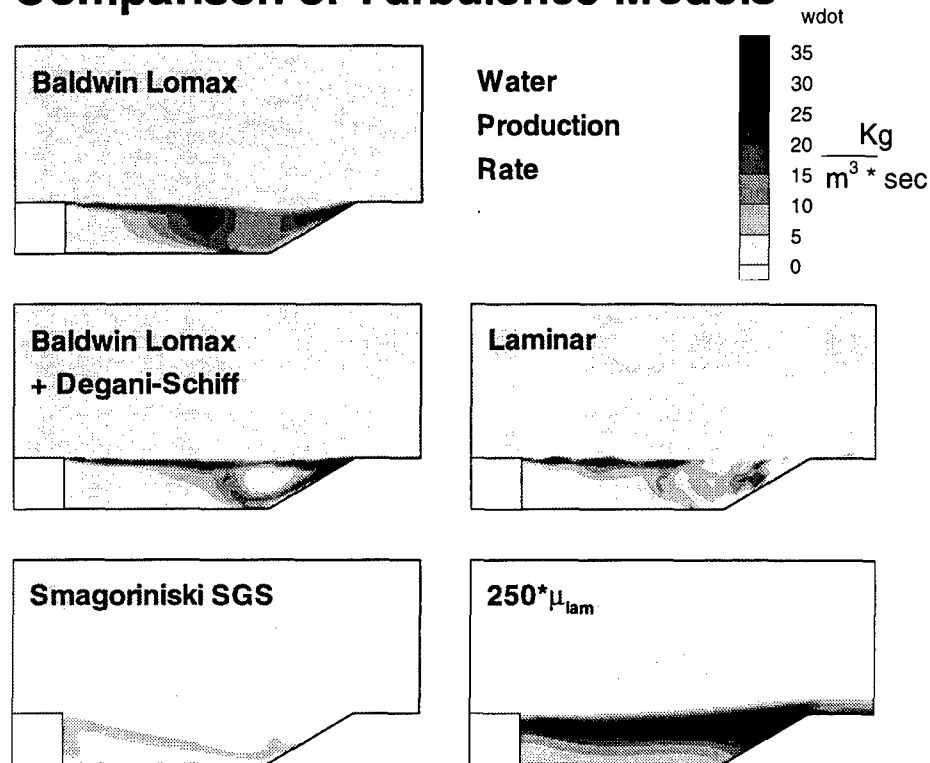 Comparison of Turbulence Models
wdot
Baldwin Lomax
Water
Production
Rate
35
30
25
20
15
10
5
0
Kg
m³ * sec
Baldwin Lomax
+ Degani-Schiff
Laminar
Smagoriniski SGS
250*μlam